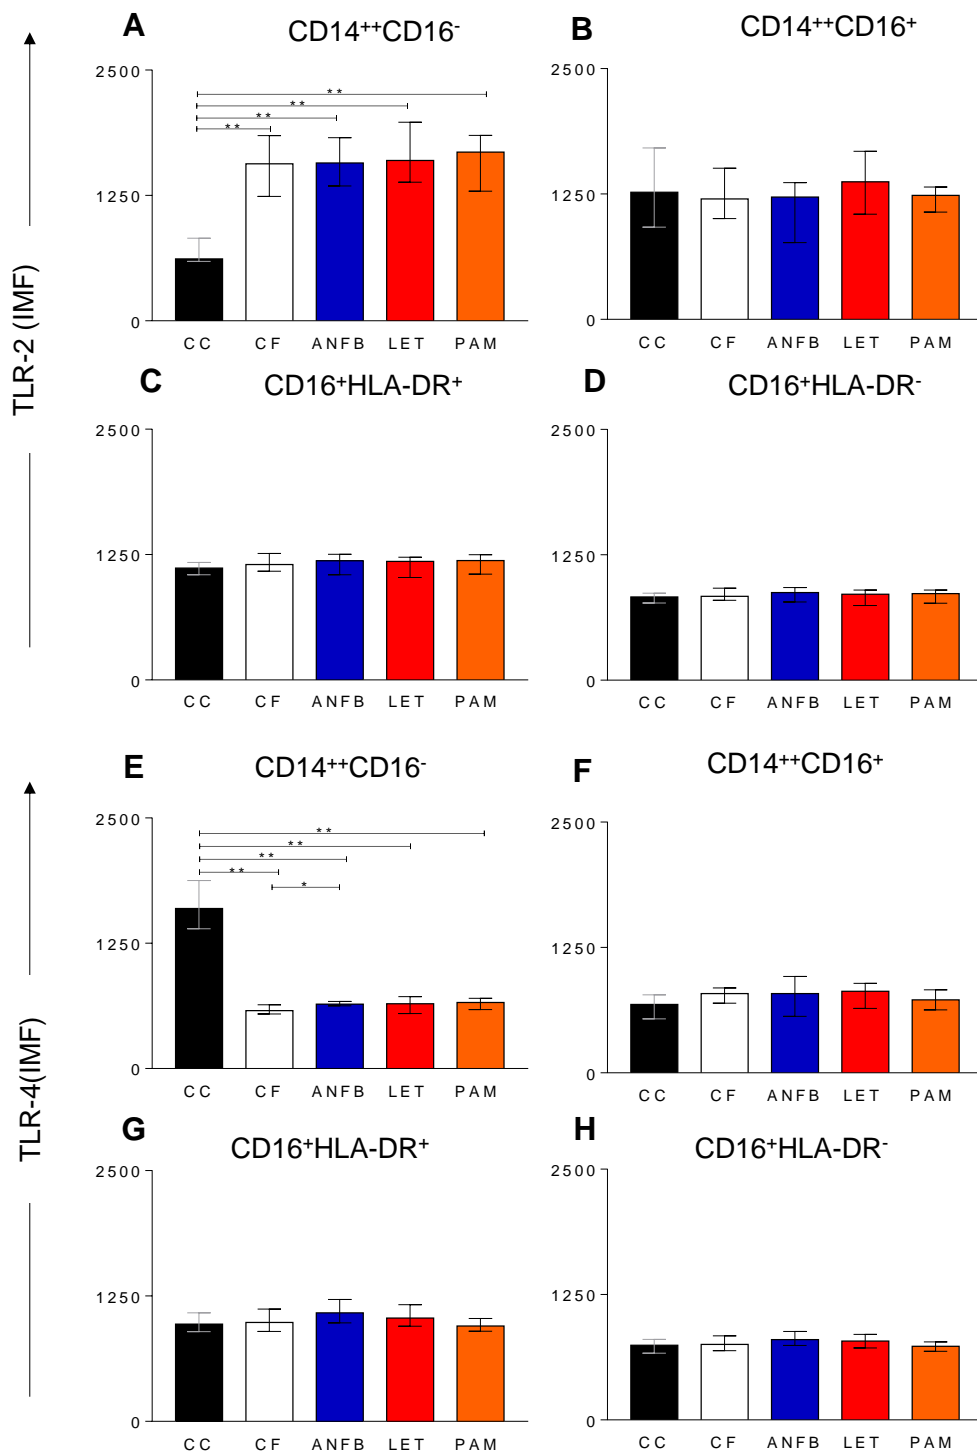 A
CD14⁺⁺CD16⁻
2500
1250
0
**
**
**
**
CC CF ANFB LET PAM
B
CD14⁺⁺CD16⁺
2500
1250
0
CC CF ANFB LET PAM
TLR-2 (IMF)
C
CD16⁺HLA-DR⁺
2500
1250
0
CC CF ANFB LET PAM
D
CD16⁺HLA-DR⁻
2500
1250
0
CC CF ANFB LET PAM
E
CD14⁺⁺CD16⁻
2500
1250
0
**
**
**
**
*
CC CF ANFB LET PAM
F
CD14⁺⁺CD16⁺
2500
1250
0
CC CF ANFB LET PAM
TLR-4(IMF)
G
CD16⁺HLA-DR⁺
2500
1250
0
CC CF ANFB LET PAM
H
CD16⁺HLA-DR⁻
2500
1250
0
CC CF ANFB LET PAM